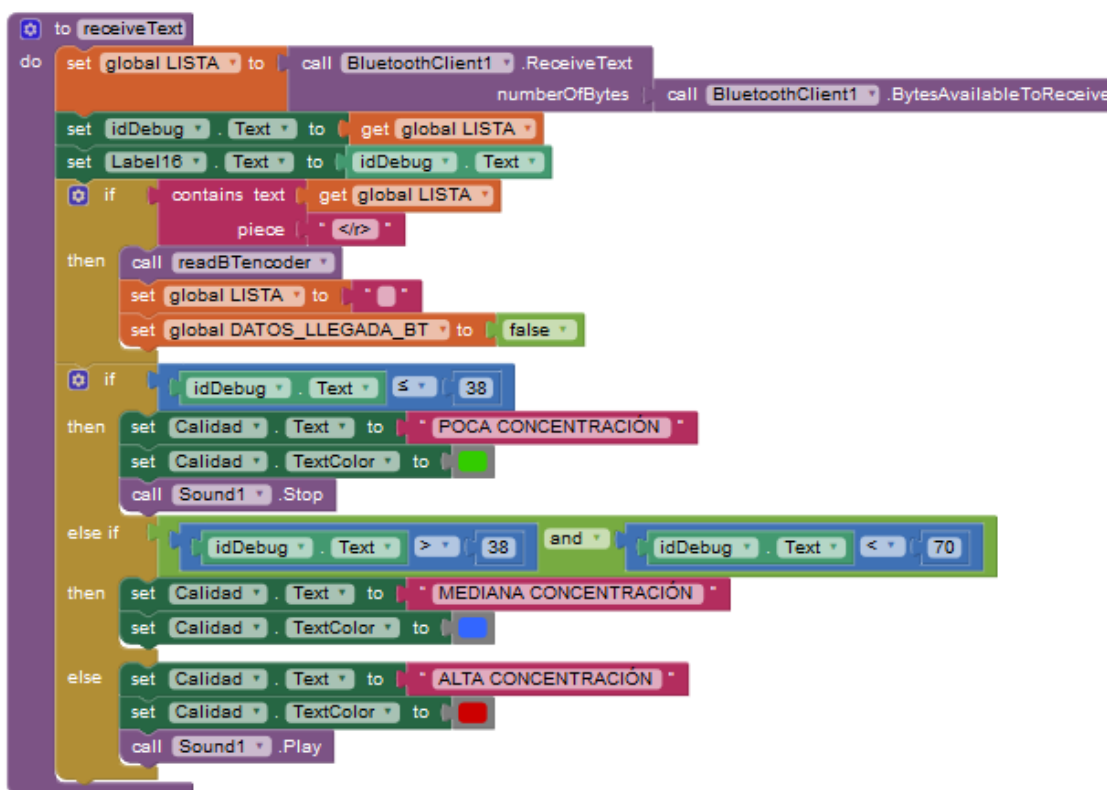 to receiveText
do set global LISTA to call BluetoothClient1 .ReceiveText
numberOfBytes call BluetoothClient1 .BytesAvailableToReceive
set idDebug . Text to get global LISTA
set Label16 . Text to idDebug . Text
if contains text get global LISTA
piece " </r> "
then call readBTencoder
set global LISTA to " "
set global DATOS_LLEGADA_BT to false
if idDebug . Text ≤ 38
then set Calidad . Text to " POCA CONCENTRACIÓN "
set Calidad . TextColor to
call Sound1 .Stop
else if idDebug . Text > 38 and idDebug . Text < 70
then set Calidad . Text to " MEDIANA CONCENTRACIÓN "
set Calidad . TextColor to
else set Calidad . Text to " ALTA CONCENTRACIÓN "
set Calidad . TextColor to
call Sound1 .Play